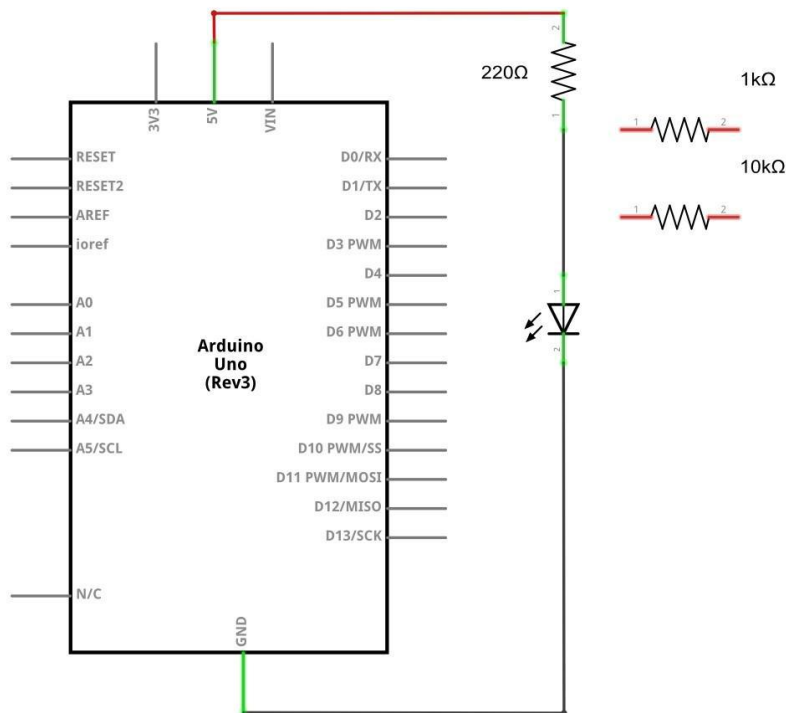 2
220Ω
1
1kΩ
1
2
10kΩ
1
2
3V3
5V
VIN
RESET
RESET2
AREF
ioref
A0
A1
A2
A3
A4/SDA
A5/SCL
N/C
Arduino
Uno
(Rev3)
D0/RX
D1/TX
D2
D3 PWM
D4
D5 PWM
D6 PWM
D7
D8
D9 PWM
D10 PWM/SS
D11 PWM/MOSI
D12/MISO
D13/SCK
GND
1
2